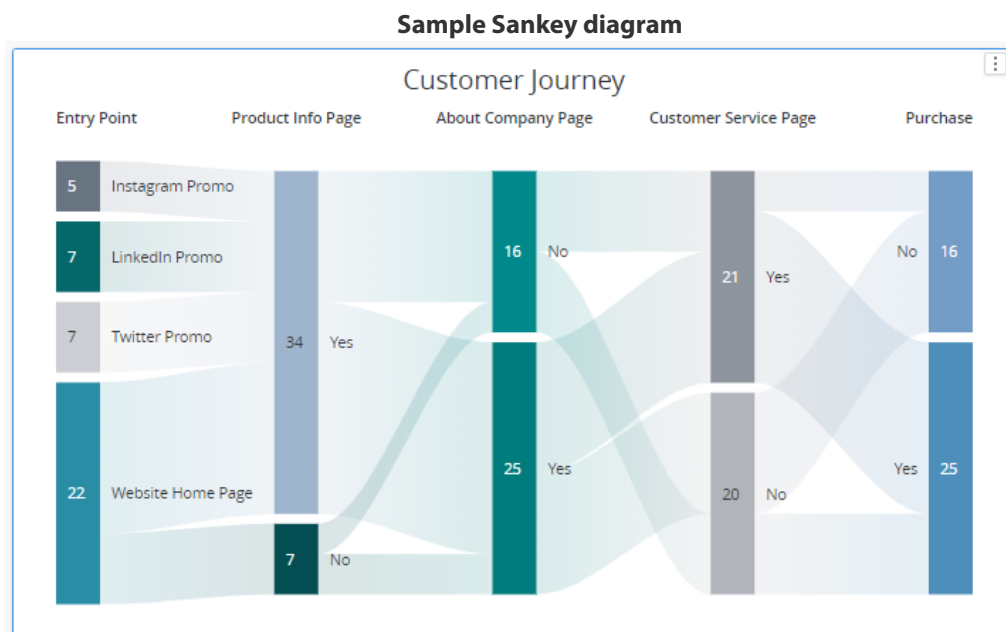 Sample Sankey diagram
Customer Journey
Entry Point Product Info Page About Company Page Customer Service Page Purchase
5 Instagram Promo
7 LinkedIn Promo
7 Twitter Promo
22 Website Home Page
34 Yes
7 No
16 No
25 Yes
21 Yes
20 No
No 16
Yes 25